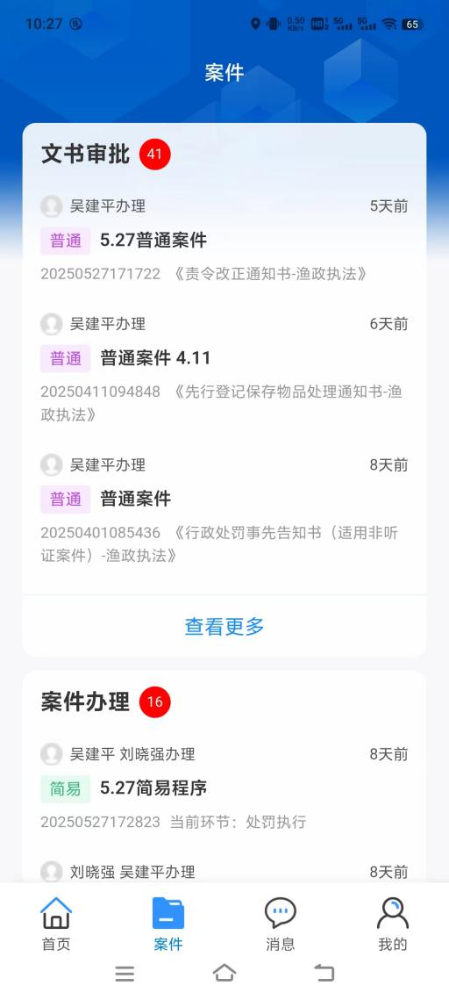 10:27
0.50 KB/s HD 1 2 5G 5G 65
案件
文书审批 41
吴建平办理 5天前
普通 5.27普通案件
20250527171722 《责令改正通知书-渔政执法》
吴建平办理 6天前
普通 普通案件 4.11
20250411094848 《先行登记保存物品处理通知书-渔
政执法》
吴建平办理 8天前
普通 普通案件
20250401085436 《行政处罚事先告知书（适用非听
证案件）-渔政执法》
查看更多
案件办理 16
吴建平 刘晓强办理 8天前
简易 5.27简易程序
20250527172823 当前环节：处罚执行
刘晓强 吴建平办理 8天前
首页 案件 消息 我的